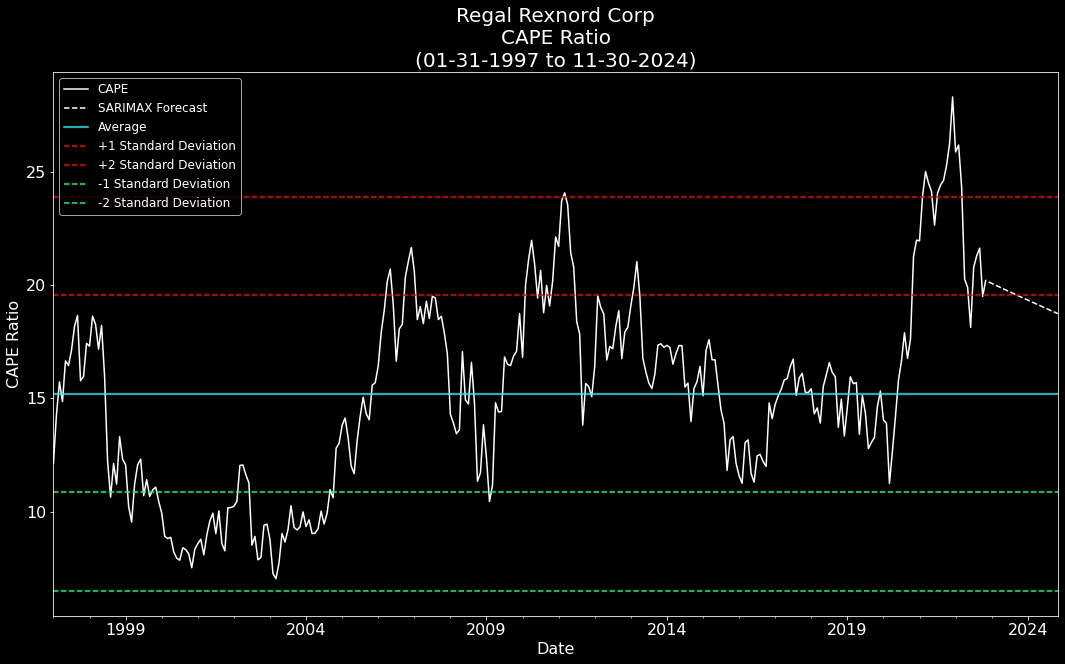 Regal Rexnord Corp
CAPE Ratio
(01-31-1997 to 11-30-2024)
CAPE
SARIMAX Forecast
Average
+1 Standard Deviation
+2 Standard Deviation
-1 Standard Deviation
-2 Standard Deviation
25
20
15
10
CAPE Ratio
1999
2004
2009
2014
2019
2024
Date